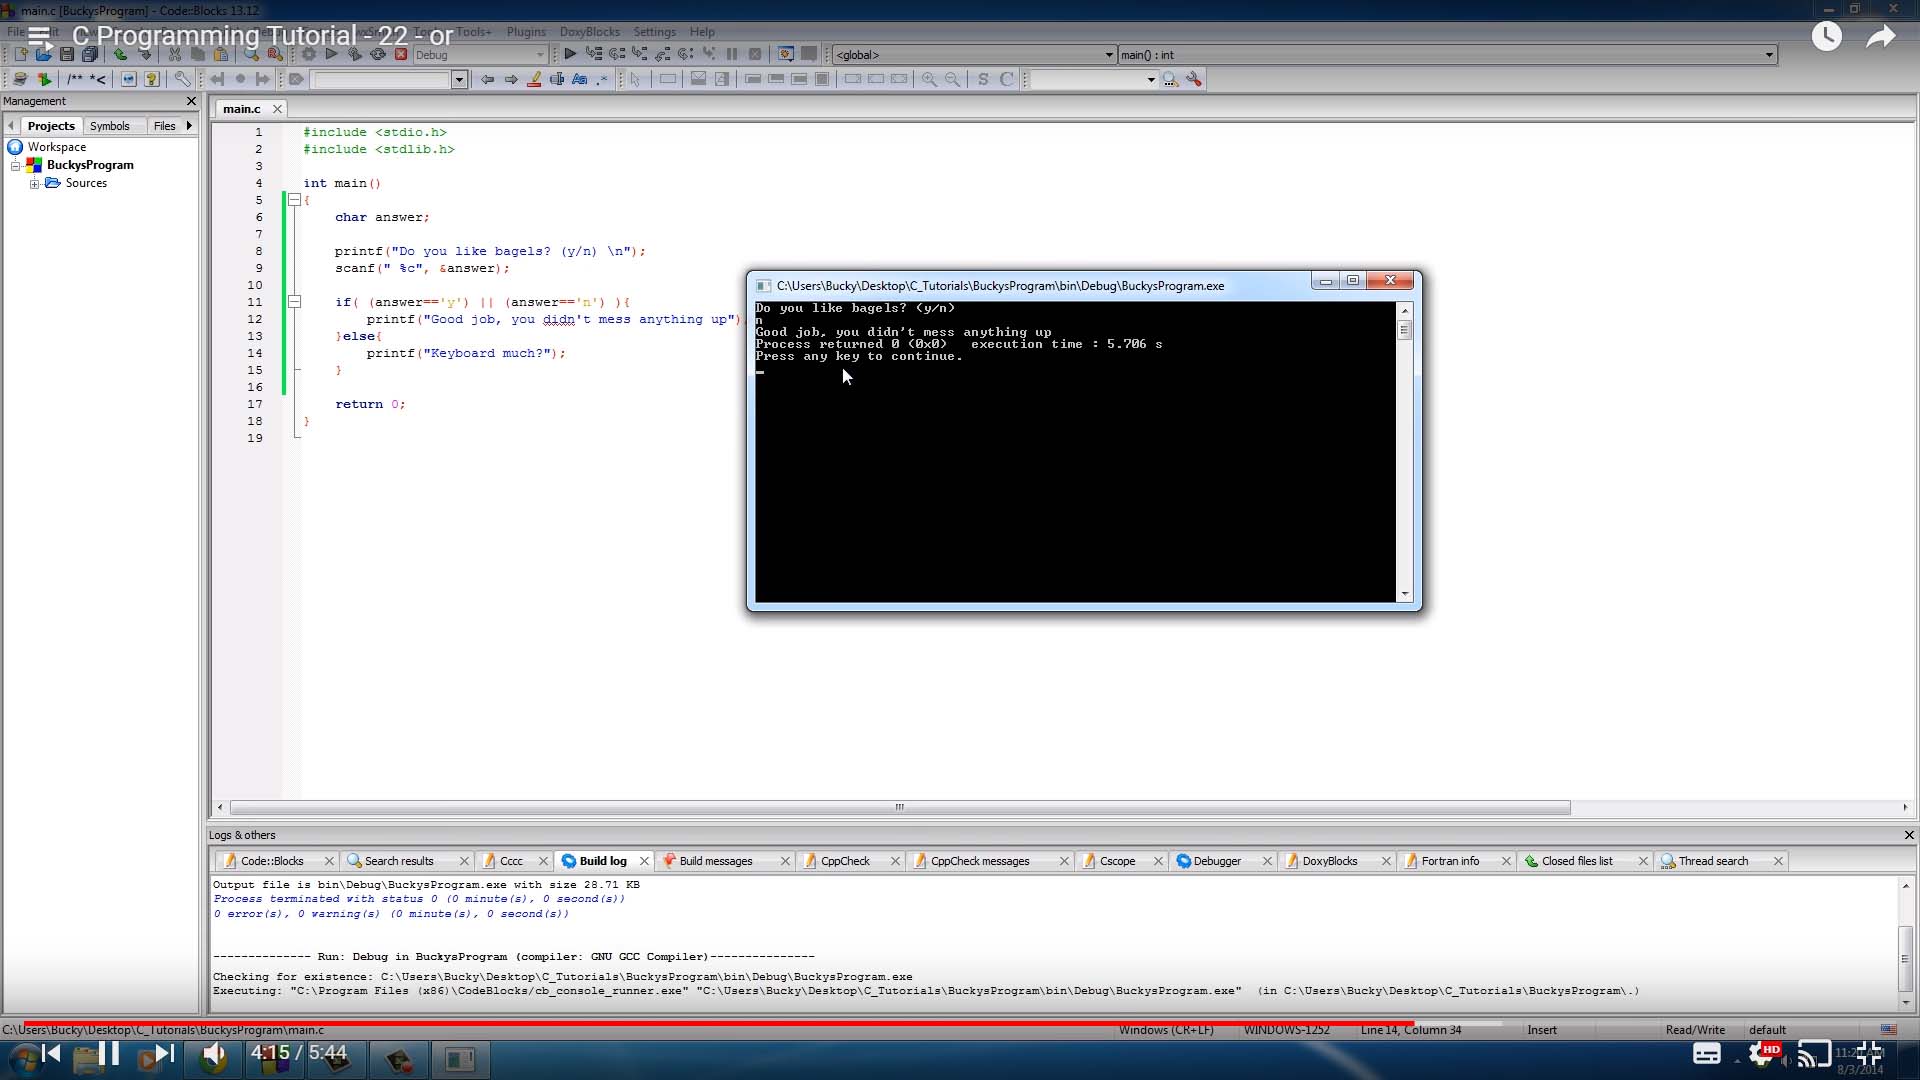 main.c [BuckysProgram] - Code::Blocks 13.12
C Programming Tutorial - 22 - or
File Tools+ Plugins DoxyBlocks Settings Help
Debug <global> main() : int
/** *<
S C
Management
main.c
Projects Symbols Files
Workspace
BuckysProgram
Sources
1 #include <stdio.h>
2 #include <stdlib.h>
3
4 int main()
5 {
6 char answer;
7
8 printf("Do you like bagels? (y/n) \n");
9 scanf(" %c", &answer);
10
11 if( (answer=='y') || (answer=='n') ){
12 printf("Good job, you didn't mess anything up")
13 }else{
14 printf("Keyboard much?");
15 }
16
17 return 0;
18 }
19
C:\Users\Bucky\Desktop\C_Tutorials\BuckysProgram\bin\Debug\BuckysProgram.exe
Do you like bagels? (y/n)
n
Good job, you didn't mess anything up
Process returned 0 (0x0) execution time : 5.706 s
Press any key to continue.
Logs & others
Code::Blocks Search results Cccc Build log Build messages CppCheck CppCheck messages Cscope Debugger DoxyBlocks Fortran info Closed files list Thread search
Output file is bin\Debug\BuckysProgram.exe with size 28.71 KB
Process terminated with status 0 (0 minute(s), 0 second(s))
0 error(s), 0 warning(s) (0 minute(s), 0 second(s))
-------------- Run: Debug in BuckysProgram (compiler: GNU GCC Compiler)---------------
Checking for existence: C:\Users\Bucky\Desktop\C_Tutorials\BuckysProgram\bin\Debug\BuckysProgram.exe
Executing: "C:\Program Files (x86)\CodeBlocks/cb_console_runner.exe" "C:\Users\Bucky\Desktop\C_Tutorials\BuckysProgram\bin\Debug\BuckysProgram.exe" (in C:\Users\Bucky\Desktop\C_Tutorials\BuckysProgram\.)
C:\Users\Bucky\Desktop\C_Tutorials\BuckysProgram\main.c Windows (CR+LF) WINDOWS-1252 Line 14, Column 34 Insert Read/Write default
4:15 / 5:44 HD
8/3/2014